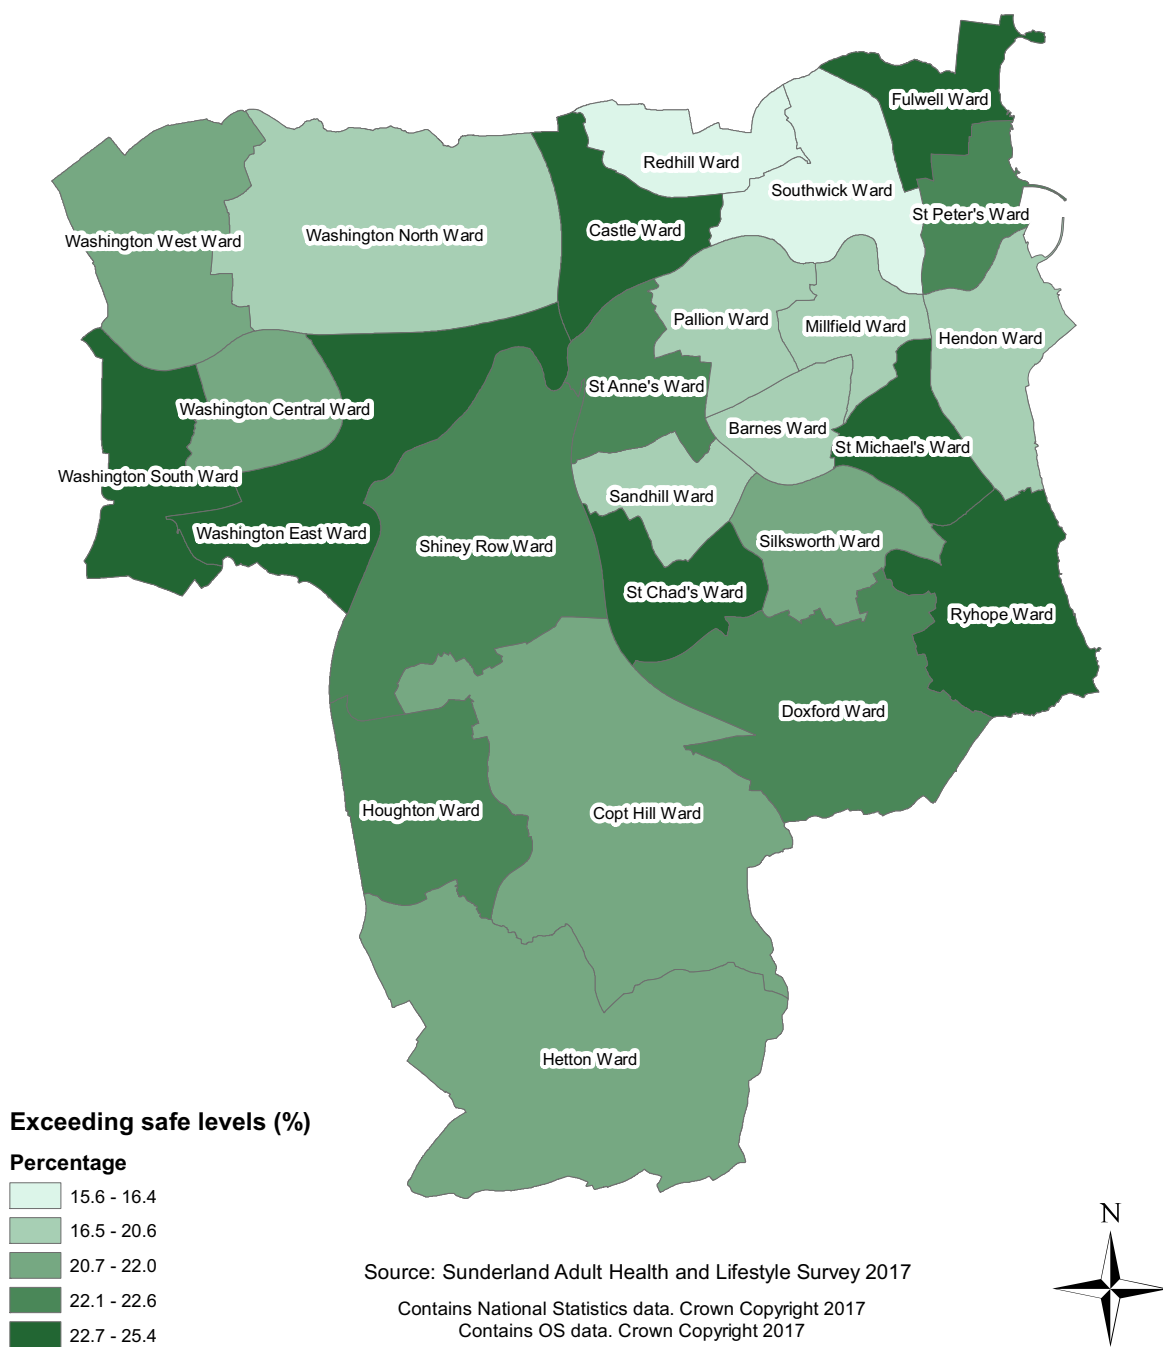 Fulwell Ward
Redhill Ward
Southwick Ward
St Peter's Ward
Castle Ward
Washington North Ward
Washington West Ward
Pallion Ward
Millfield Ward
Hendon Ward
St Anne's Ward
Washington Central Ward
Barnes Ward
St Michael's Ward
Washington South Ward
Sandhill Ward
Washington East Ward
Shiney Row Ward
Silksworth Ward
St Chad's Ward
Ryhope Ward
Doxford Ward
Houghton Ward
Copt Hill Ward
Hetton Ward
Exceeding safe levels (%)
Percentage
15.6 - 16.4
16.5 - 20.6
20.7 - 22.0
22.1 - 22.6
22.7 - 25.4
Source: Sunderland Adult Health and Lifestyle Survey 2017
Contains National Statistics data. Crown Copyright 2017
Contains OS data. Crown Copyright 2017
N